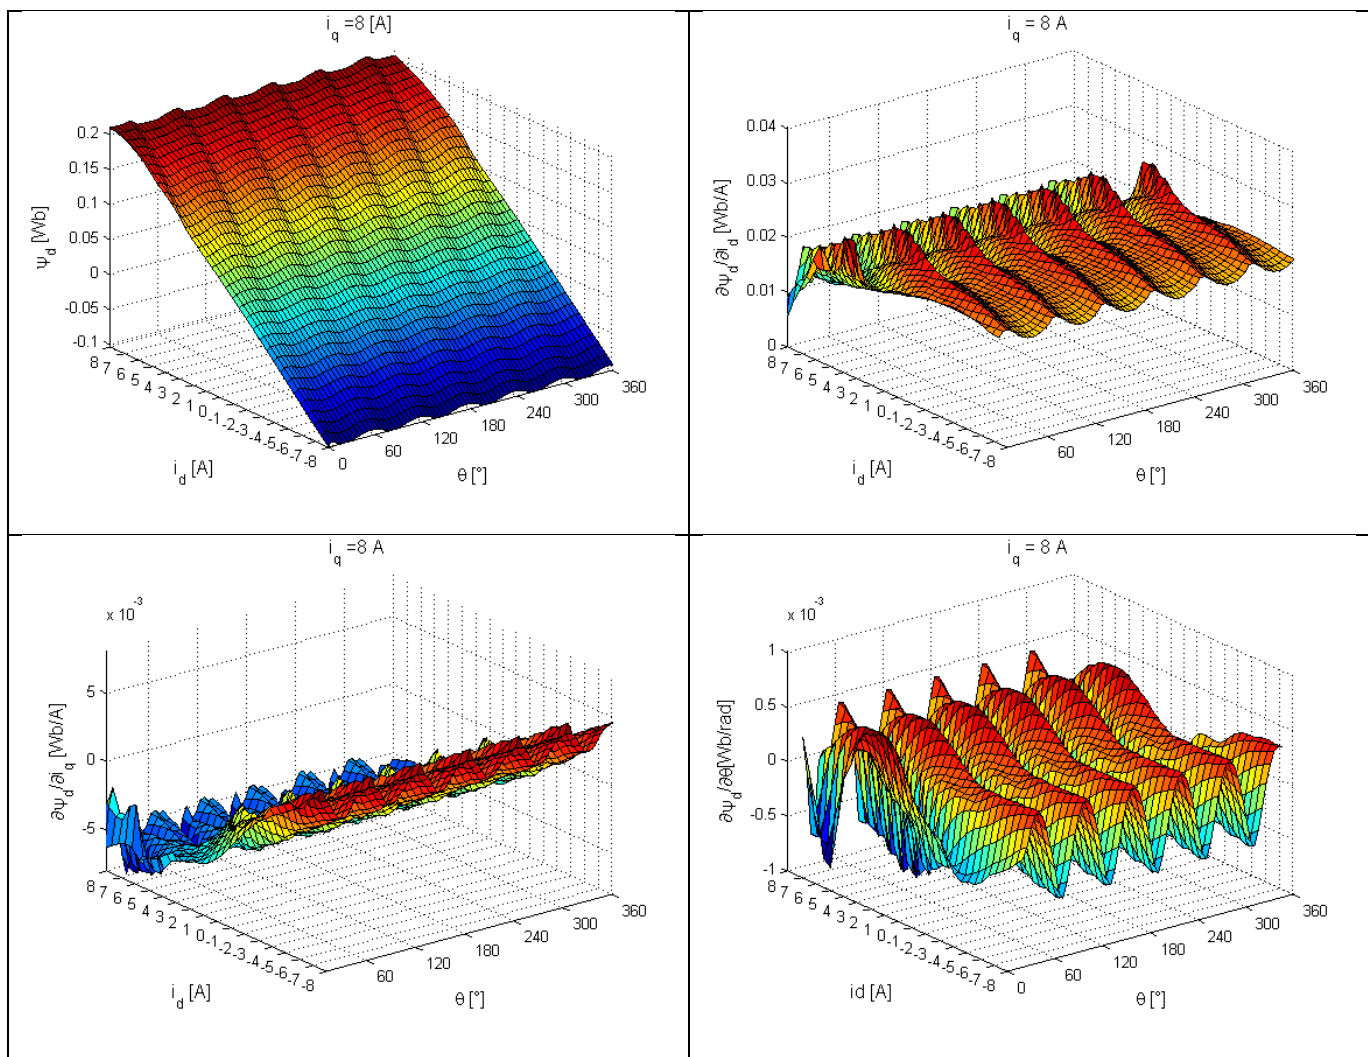 i_q =8 [A]
ψ_d [Wb]
0.2
0.15
0.1
0.05
0
-0.05
-0.1
8 7 6 5 4 3 2 1 0 -1 -2 -3 -4 -5 -6 -7 -8
0 60 120 180 240 300 360
i_d [A]
θ [°]
i_q = 8 A
∂ψ_d/∂i_d [Wb/A]
0.04
0.03
0.02
0.01
0
8 7 6 5 4 3 2 1 0 -1 -2 -3 -4 -5 -6 -7 -8
60 120 180 240 300 360
i_d [A]
θ [°]
i_q =8 A
x 10^-3
∂ψ_d/∂i_q [Wb/A]
5
0
-5
8 7 6 5 4 3 2 1 0 -1 -2 -3 -4 -5 -6 -7 -8
60 120 180 240 300 360
i_d [A]
θ [°]
i_q = 8 A
x 10^-3
∂ψ_d/∂θ[Wb/rad]
1
0.5
0
-0.5
-1
8 7 6 5 4 3 2 1 0 -1 -2 -3 -4 -5 -6 -7 -8
0 60 120 180 240 300 360
id [A]
θ [°]